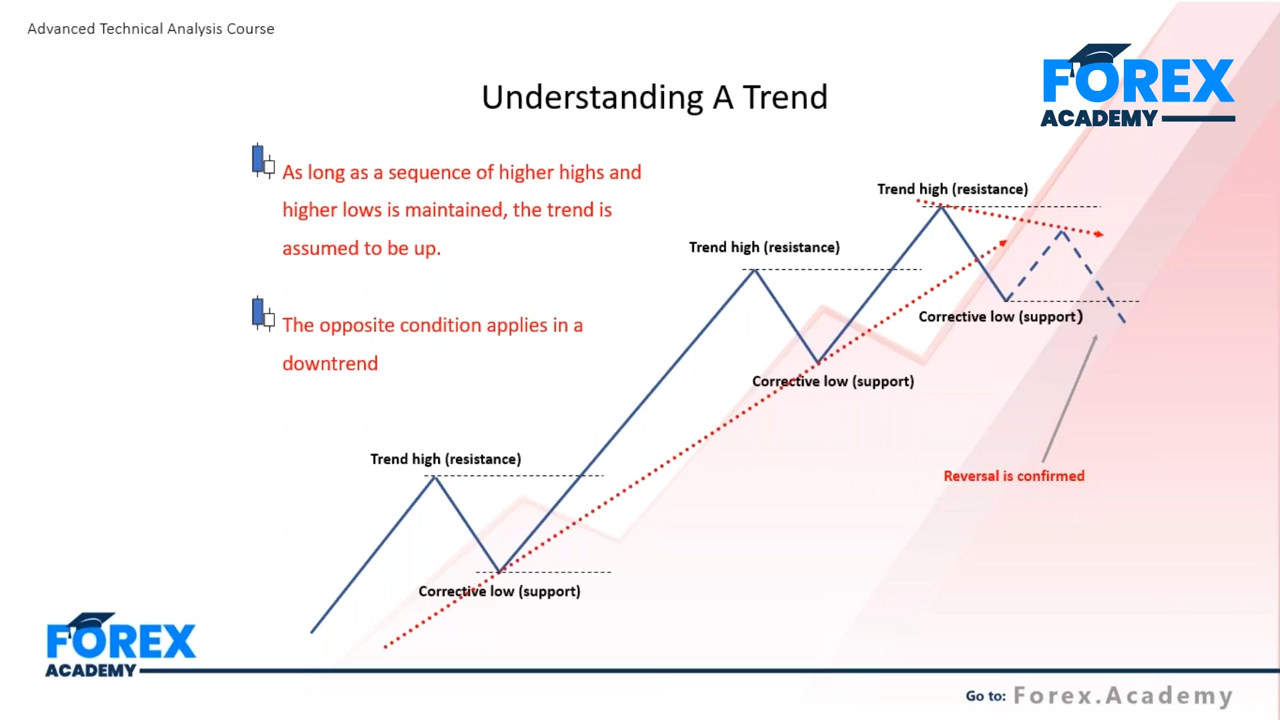 Advanced Technical Analysis Course
FOREX
ACADEMY
Understanding A Trend
As long as a sequence of higher highs and
higher lows is maintained, the trend is
assumed to be up.
The opposite condition applies in a
downtrend
Trend high (resistance)
Trend high (resistance)
Corrective low (support)
Corrective low (support)
Reversal is confirmed
Trend high (resistance)
Corrective low (support)
FOREX
ACADEMY
Go to: Forex.Academy